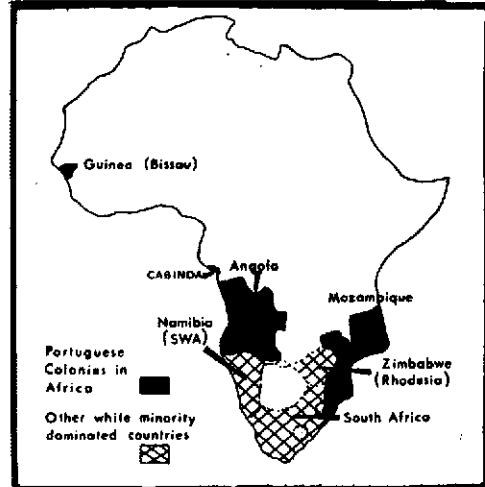 Guinea (Bissau)
CABINDA
Angola
Mozambique
Namibia
(SWA)
Zimbabwe
(Rhodesia)
South Africa
Portuguese
Colonies in
Africa
Other white minority
dominated countries